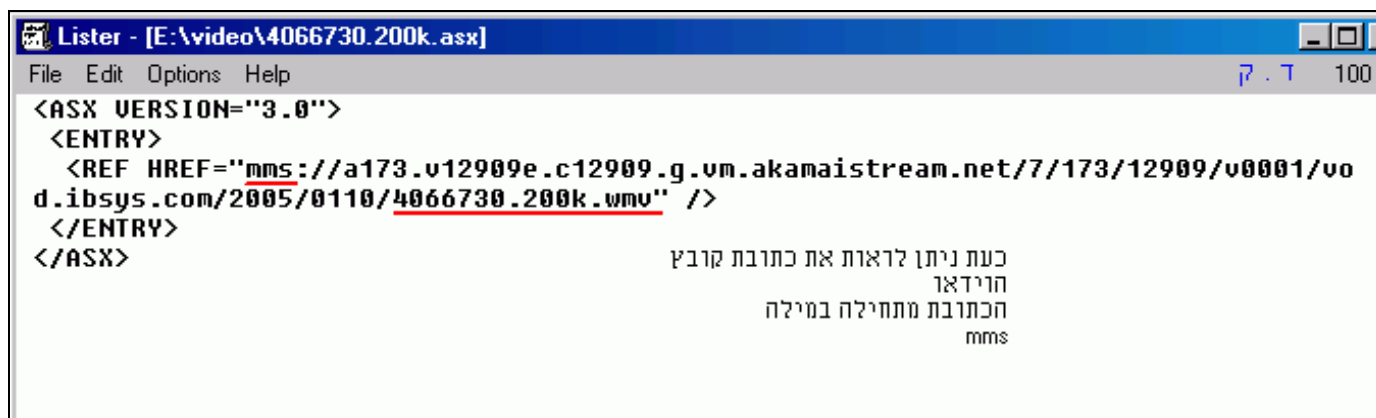 Lister - [E:\video\4066730.200k.asx]
File Edit Options Help ד . ק 100
<ASX VERSION="3.0">
<ENTRY>
<REF HREF="mms://a173.v12909e.c12909.g.vm.akamaistream.net/7/173/12909/v0001/vo
d.ibsys.com/2005/0110/4066730.200k.wmv" />
</ENTRY>
</ASX>
כעת ניתן לראות את כתובת קובץ
הוידאו
הכתובת מתחילה במילה
mms